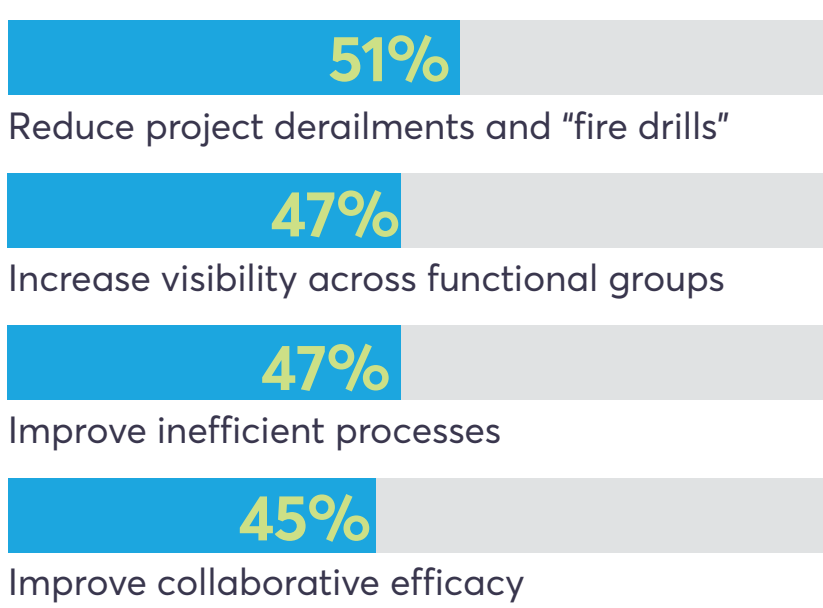 51%
Reduce project derailments and “fire drills”
47%
Increase visibility across functional groups
47%
Improve inefficient processes
45%
Improve collaborative efficacy